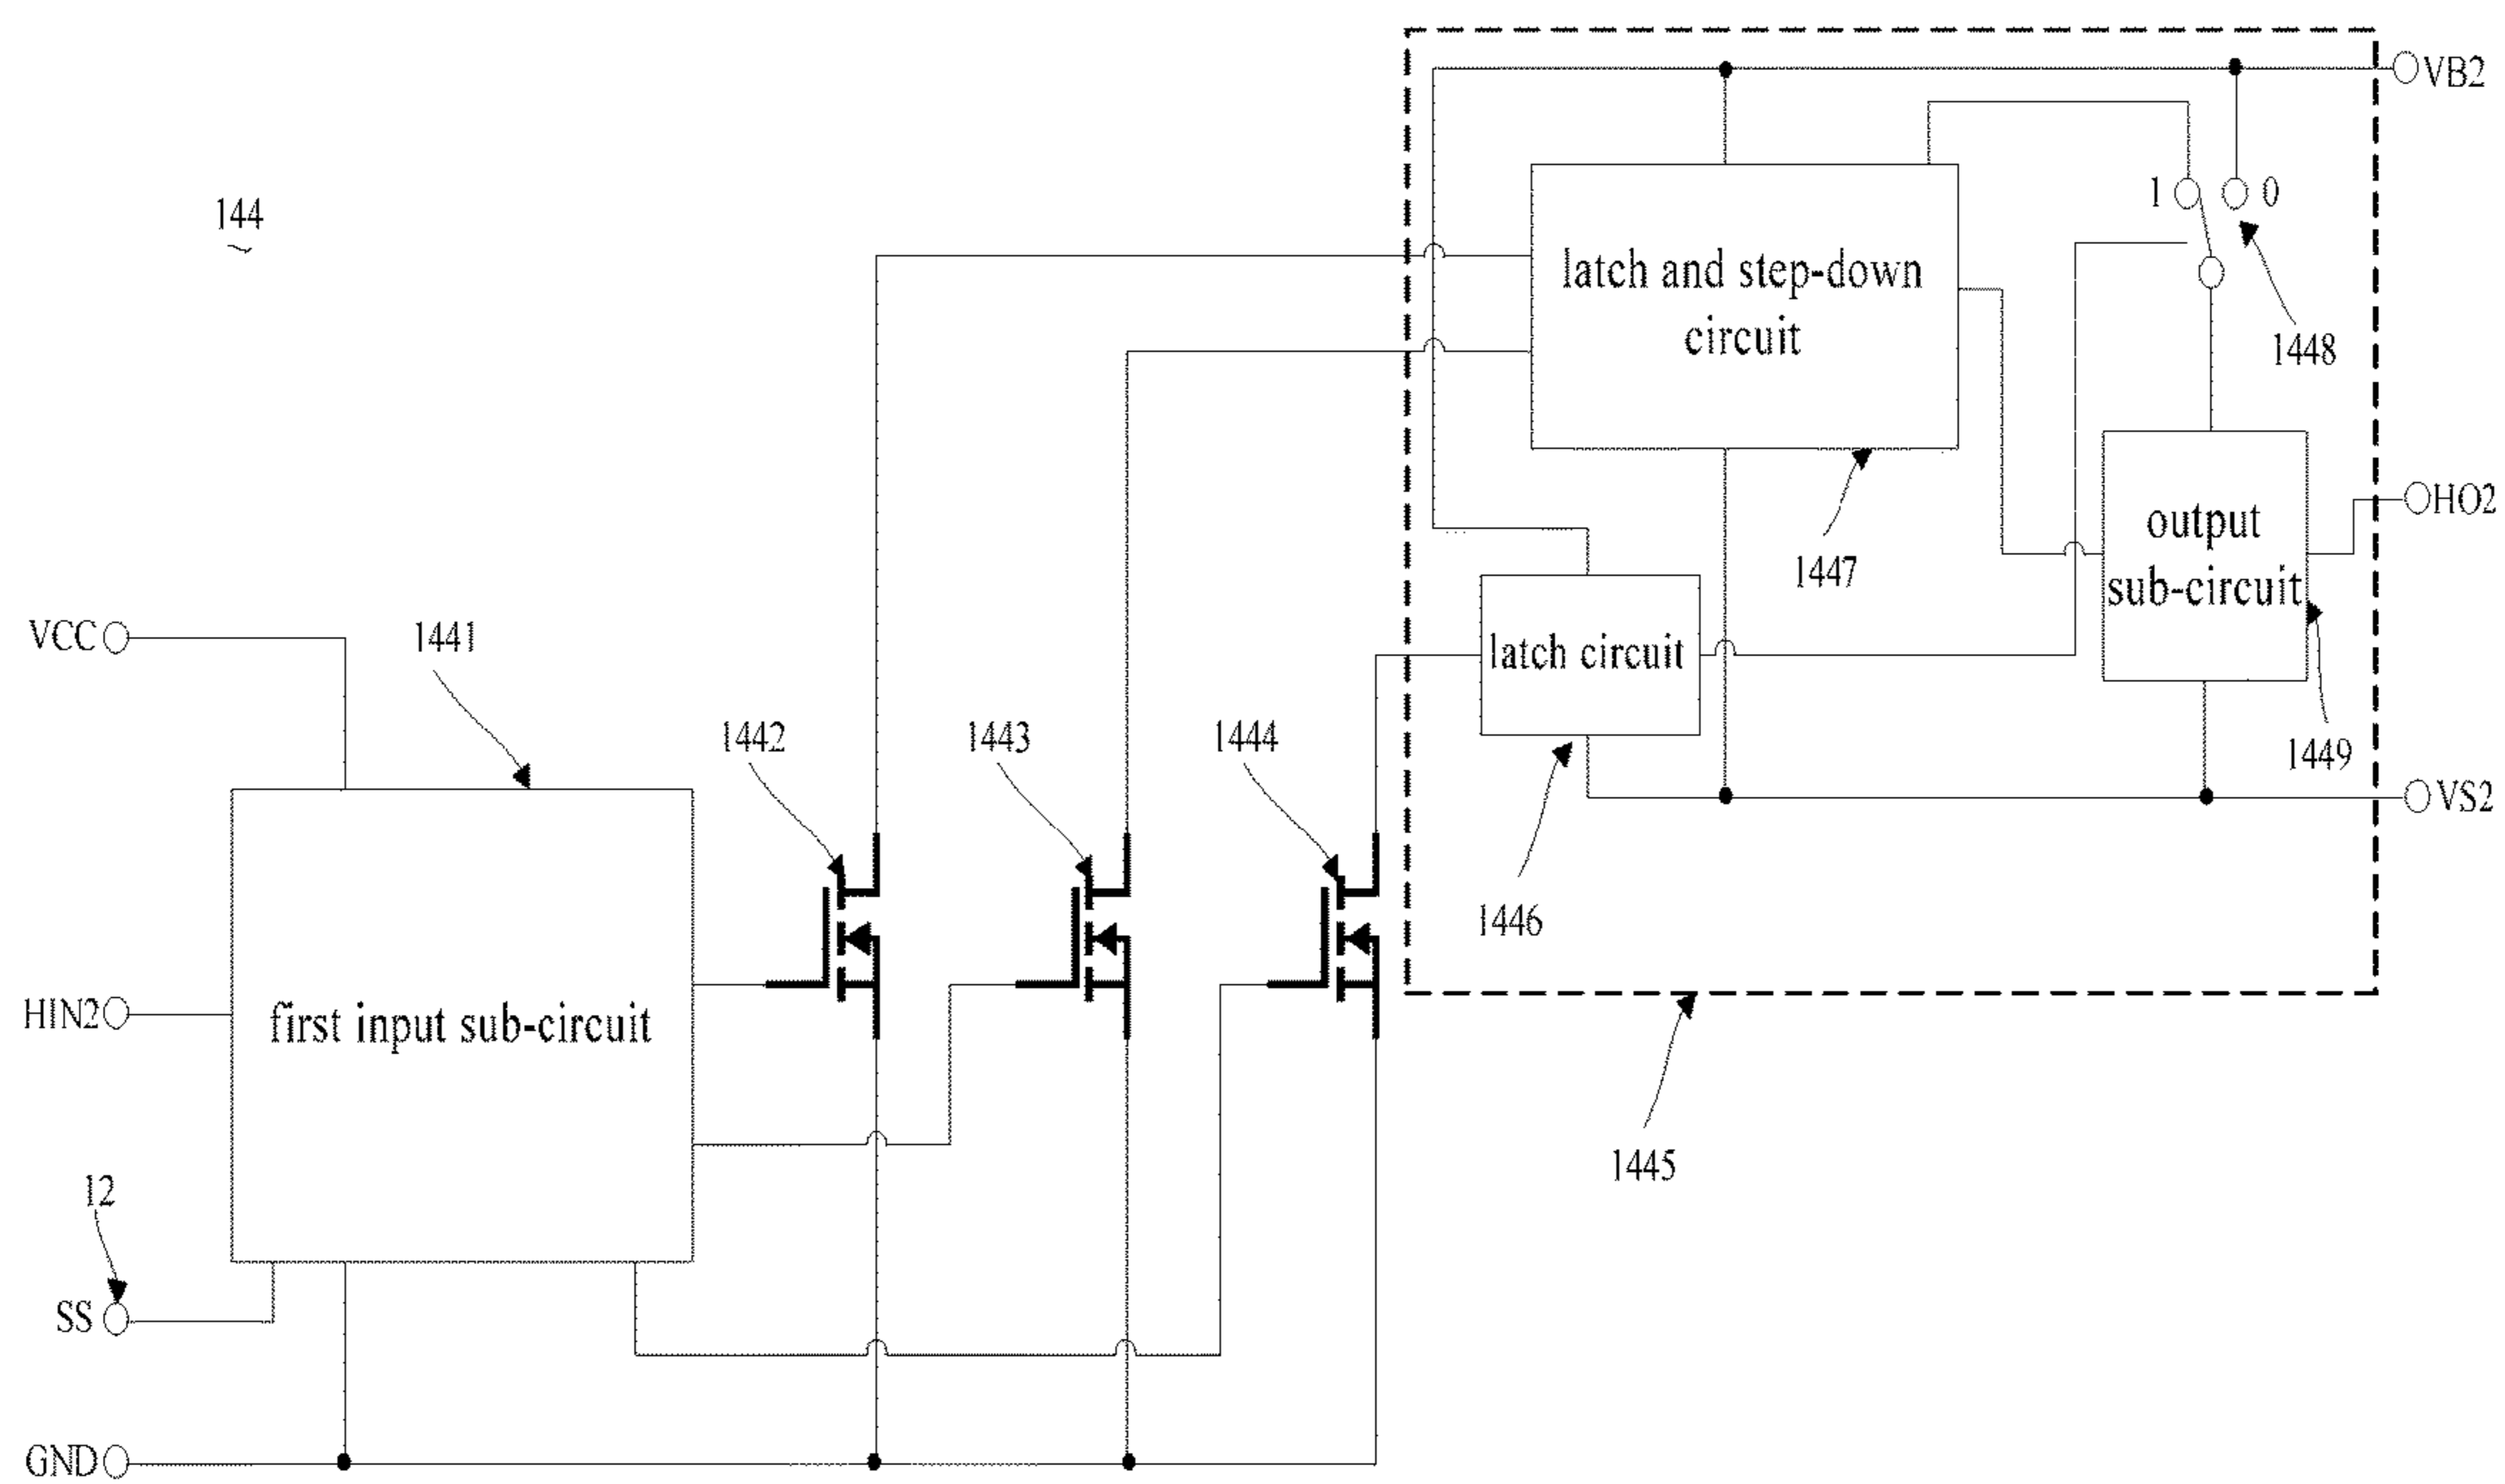 VB2
1
0
144
latch and step-down
circuit
1448
HO2
output
sub-circuit
1447
VCC
1441
latch circuit
1442
1443
1444
1449
VS2
1446
HIN2
first input sub-circuit
1445
12
SS
GND